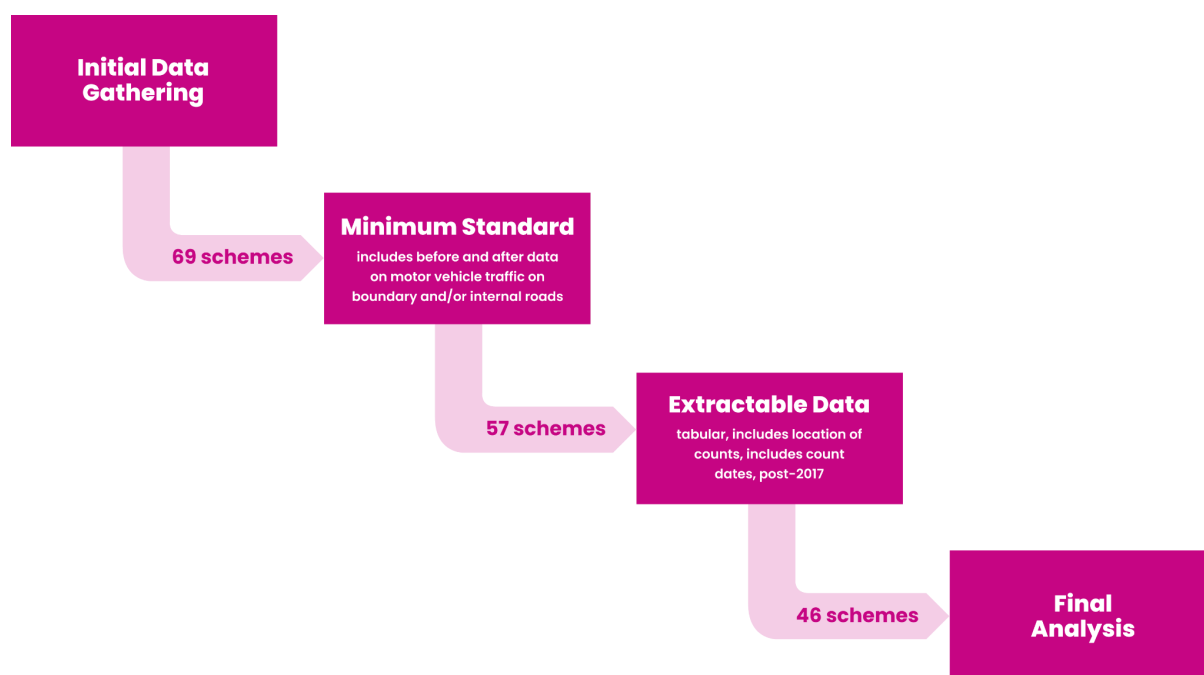 Initial Data
Gathering
69 schemes
Minimum Standard
includes before and after data
on motor vehicle traffic on
boundary and/or internal roads
57 schemes
Extractable Data
tabular, includes location of
counts, includes count
dates, post-2017
46 schemes
Final
Analysis